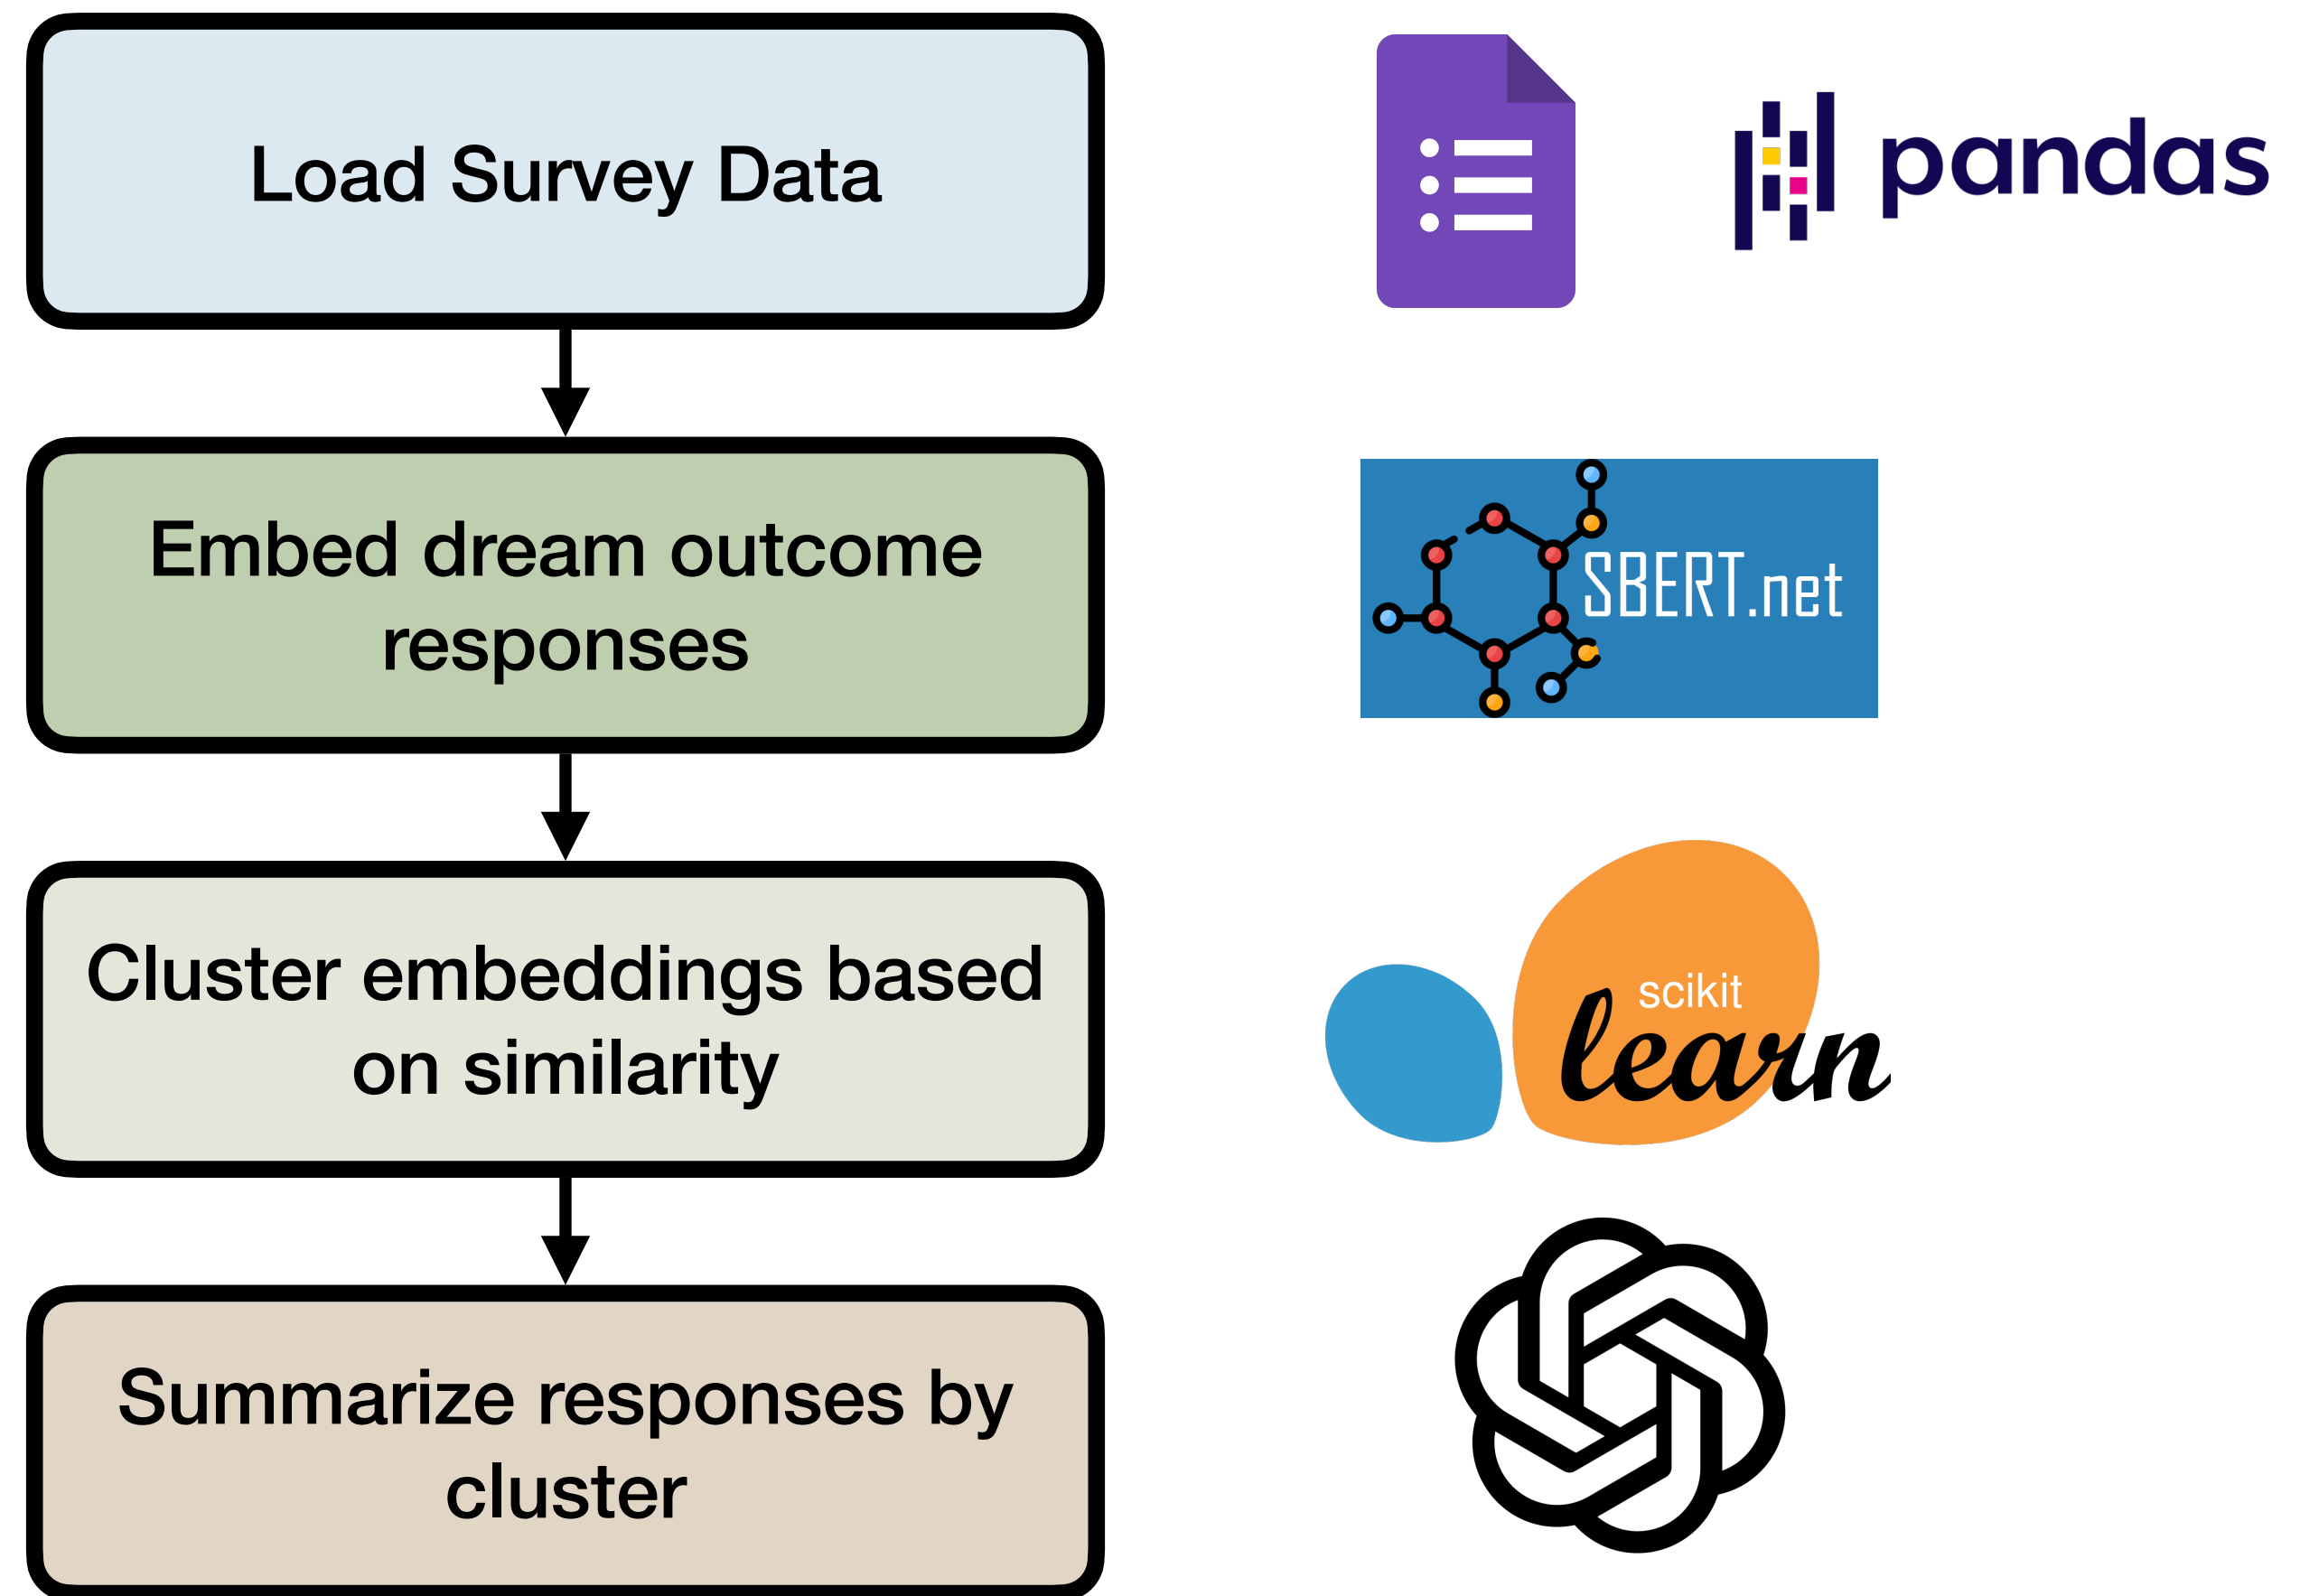 Load Survey Data
pandas
Embed dream outcome
responses
SBERT.net
Cluster embeddings based
on similarity
scikit
learn
Summarize responses by
cluster